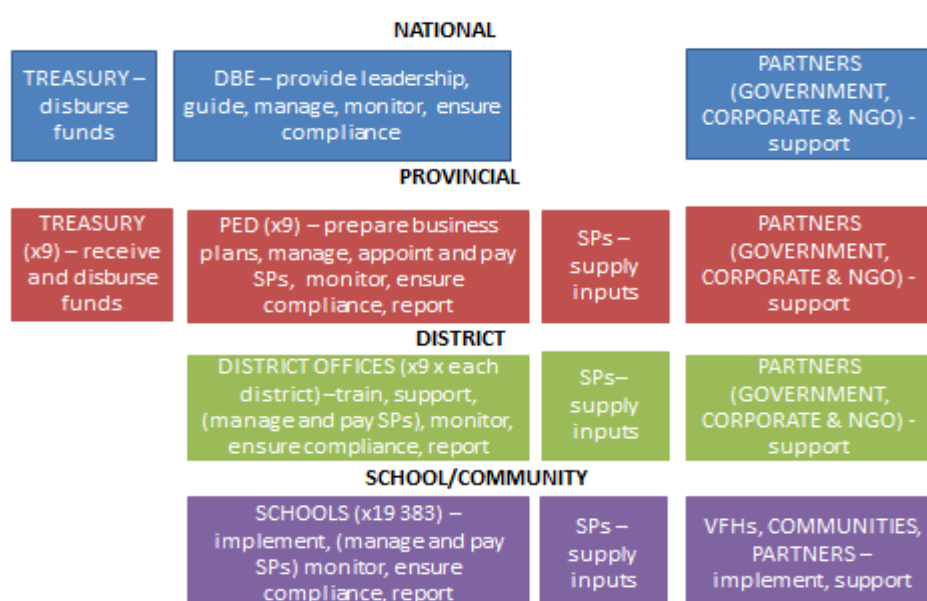 NATIONAL
TREASURY –
disburse
funds
DBE – provide leadership,
guide, manage, monitor, ensure
compliance
PARTNERS
(GOVERNMENT,
CORPORATE & NGO) -
support
PROVINCIAL
TREASURY
(x9) – receive
and disburse
funds
PED (x9) – prepare business
plans, manage, appoint and pay
SPs, monitor, ensure
compliance, report
SPs –
supply
inputs
PARTNERS
(GOVERNMENT,
CORPORATE & NGO) -
support
DISTRICT
DISTRICT OFFICES (x9 x each
district) –train, support,
(manage and pay SPs), monitor,
ensure compliance, report
SPs–
supply
inputs
PARTNERS
(GOVERNMENT,
CORPORATE & NGO) -
support
SCHOOL/COMMUNITY
SCHOOLS (x19 383) –
implement, (manage and pay
SPs) monitor, ensure
compliance, report
SPs –
supply
inputs
VFHs, COMMUNITIES,
PARTNERS –
implement, support